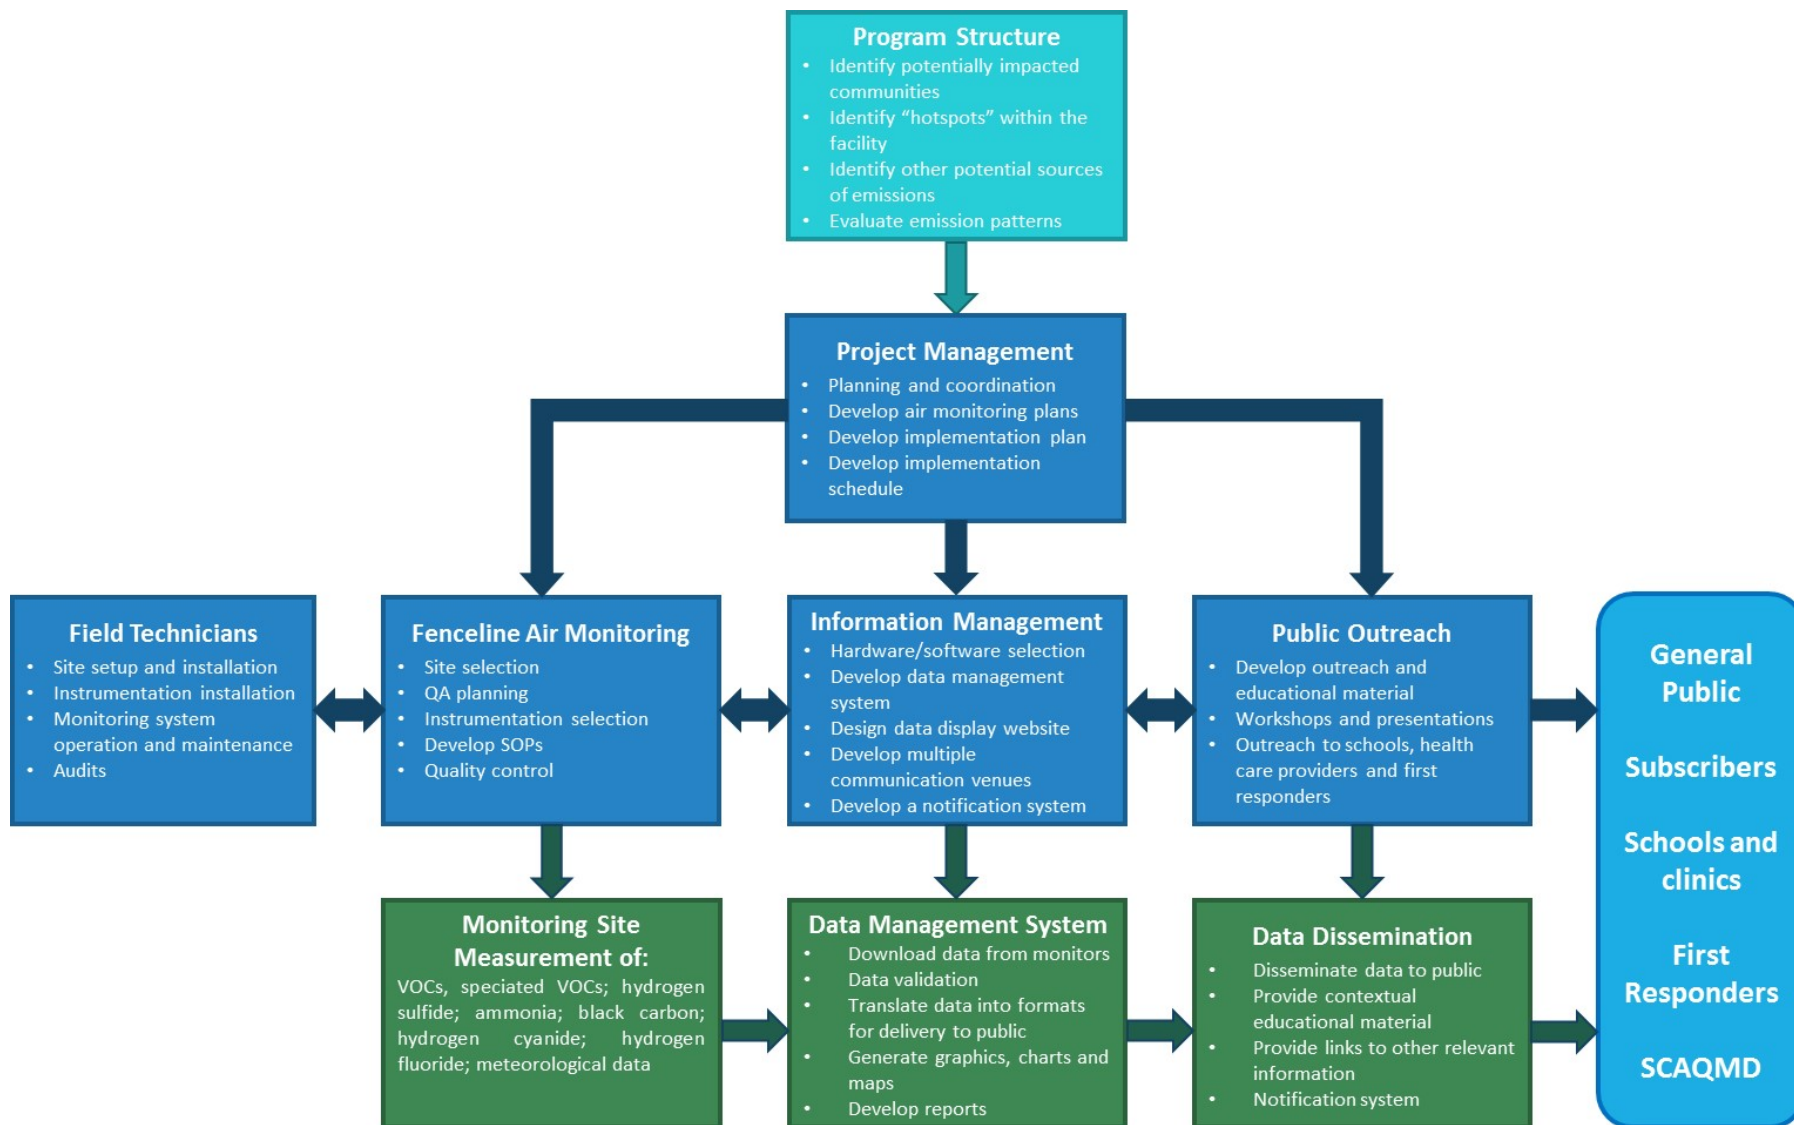 Program Structure
• Identify potentially impacted
communities
• Identify “hotspots” within the
facility
• Identify other potential sources
of emissions
• Evaluate emission patterns
Project Management
• Planning and coordination
• Develop air monitoring plans
• Develop implementation plan
• Develop implementation
schedule
Field Technicians
• Site setup and installation
• Instrumentation installation
• Monitoring system
operation and maintenance
• Audits
Fenceline Air Monitoring
• Site selection
• QA planning
• Instrumentation selection
• Develop SOPs
• Quality control
Information Management
• Hardware/software selection
• Develop data management
system
• Design data display website
• Develop multiple
communication venues
• Develop a notification system
Public Outreach
• Develop outreach and
educational material
• Workshops and presentations
• Outreach to schools, health
care providers and first
responders
General
Public
Subscribers
Schools and
clinics
First
Responders
SCAQMD
Monitoring Site
Measurement of:
VOCs, speciated VOCs; hydrogen
sulfide; ammonia; black carbon;
hydrogen cyanide; hydrogen
fluoride; meteorological data
Data Management System
• Download data from monitors
• Data validation
• Translate data into formats
for delivery to public
• Generate graphics, charts and
maps
• Develop reports
Data Dissemination
• Disseminate data to public
• Provide contextual
educational material
• Provide links to other relevant
information
• Notification system